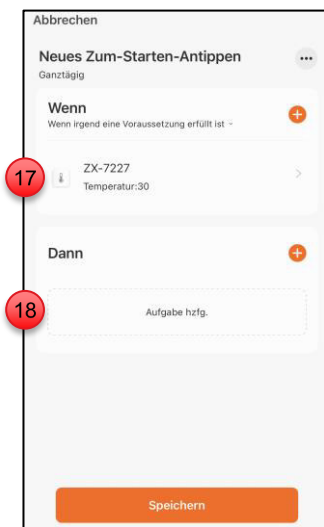 Abbrechen
Neues Zum-Starten-Antippen
Ganztägig
Wenn
Wenn irgend eine Voraussetzung erfüllt ist
17
ZX-7227
Temperatur:30
Dann
18
Aufgabe hzfg.
Speichern